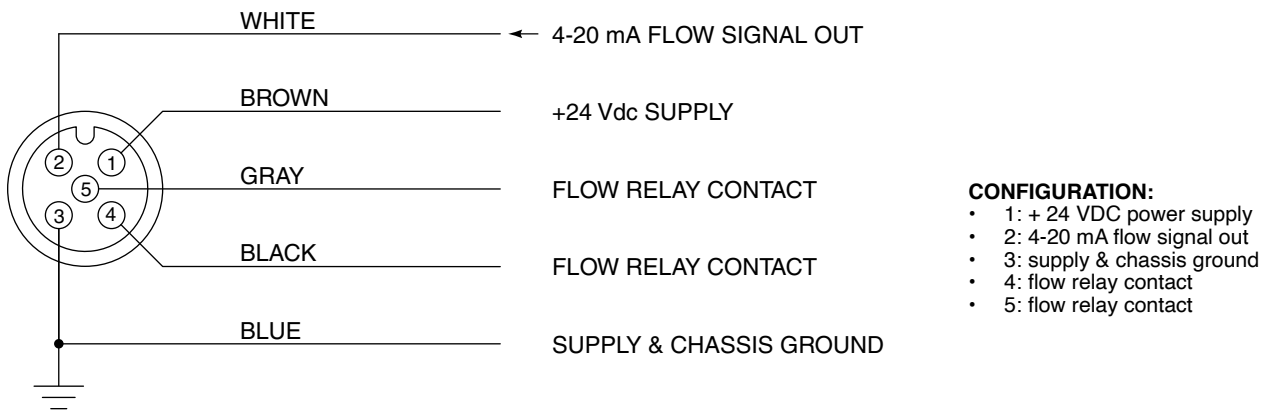 WHITE
4-20 mA FLOW SIGNAL OUT
BROWN
+24 Vdc SUPPLY
2
1
5
GRAY
FLOW RELAY CONTACT
3
4
BLACK
FLOW RELAY CONTACT
BLUE
SUPPLY & CHASSIS GROUND
CONFIGURATION:
• 1: + 24 VDC power supply
• 2: 4-20 mA flow signal out
• 3: supply & chassis ground
• 4: flow relay contact
• 5: flow relay contact